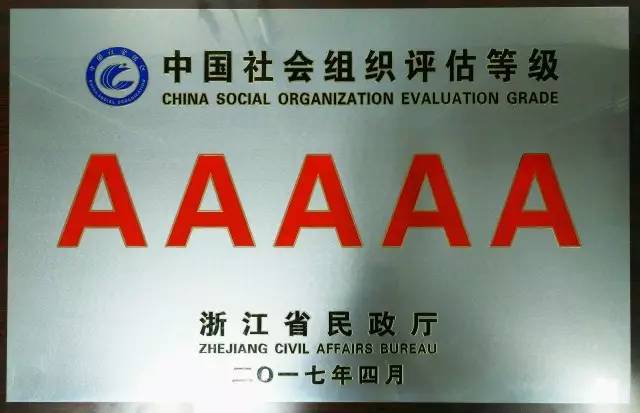 中国社会组织评估等级
CHINA SOCIAL ORGANIZATION EVALUATION GRADE
AAAAA
浙江省民政厅
ZHEJIANG CIVIL AFFAIRS BUREAU
二〇一七年四月